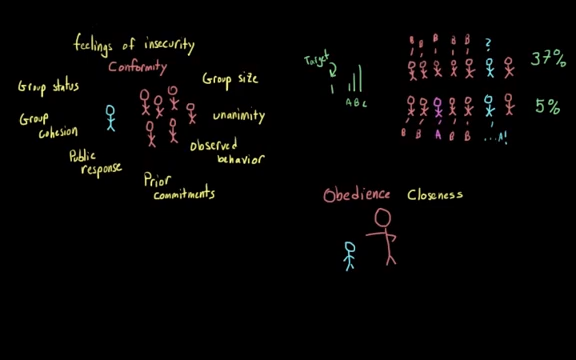 feelings of insecurity
Conformity
Group status
Group size
Group
cohesion
unanimity
Public
response
observed
behavior
Prior
commitments
Target
A B C
B B B B B ?
37%
5%
B B A B B ....A!
Obedience Closeness